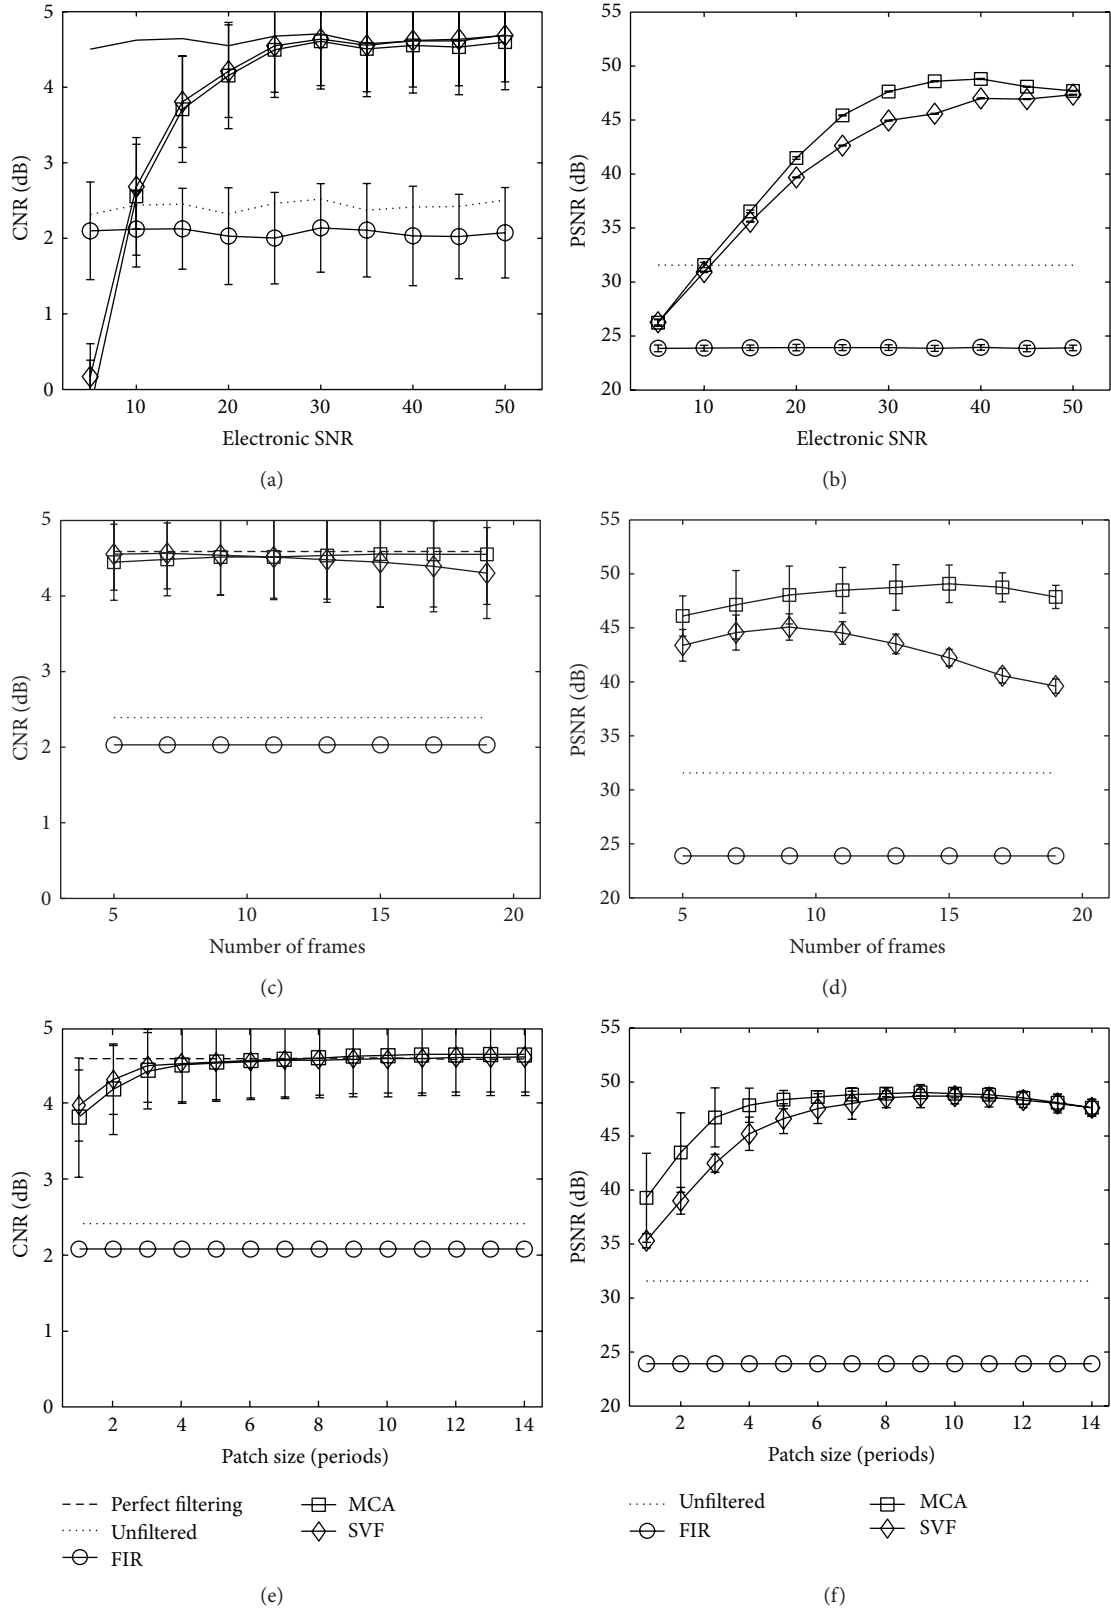 5
4
3
2
1
0
CNR (dB)
10 20 30 40 50
Electronic SNR
(a)
55
50
45
40
35
30
25
20
PSNR (dB)
10 20 30 40 50
Electronic SNR
(b)
5
4
3
2
1
0
CNR (dB)
5 10 15 20
Number of frames
(c)
55
50
45
40
35
30
25
20
PSNR (dB)
5 10 15 20
Number of frames
(d)
5
4
3
2
1
0
CNR (dB)
2 4 6 8 10 12 14
Patch size (periods)
Perfect filtering
Unfiltered
FIR
MCA
SVF
(e)
55
50
45
40
35
30
25
20
PSNR (dB)
2 4 6 8 10 12 14
Patch size (periods)
Unfiltered
FIR
MCA
SVF
(f)